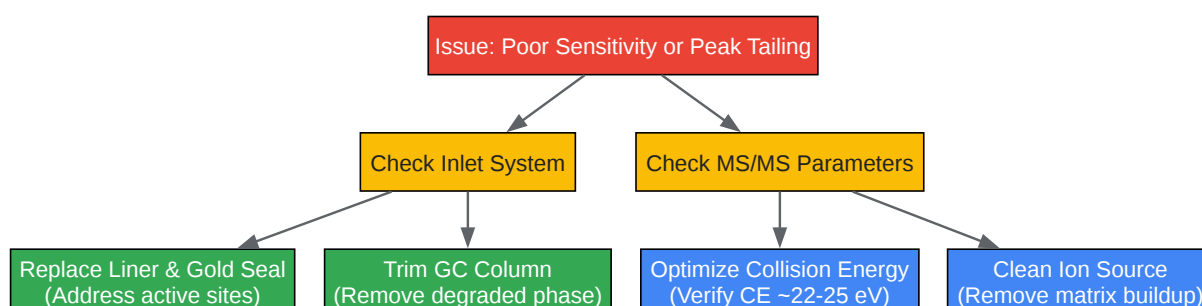 Issue: Poor Sensitivity or Peak Tailing
Check Inlet System
Check MS/MS Parameters
Replace Liner & Gold Seal
(Address active sites)
Trim GC Column
(Remove degraded phase)
Optimize Collision Energy
(Verify CE ~22-25 eV)
Clean Ion Source
(Remove matrix buildup)